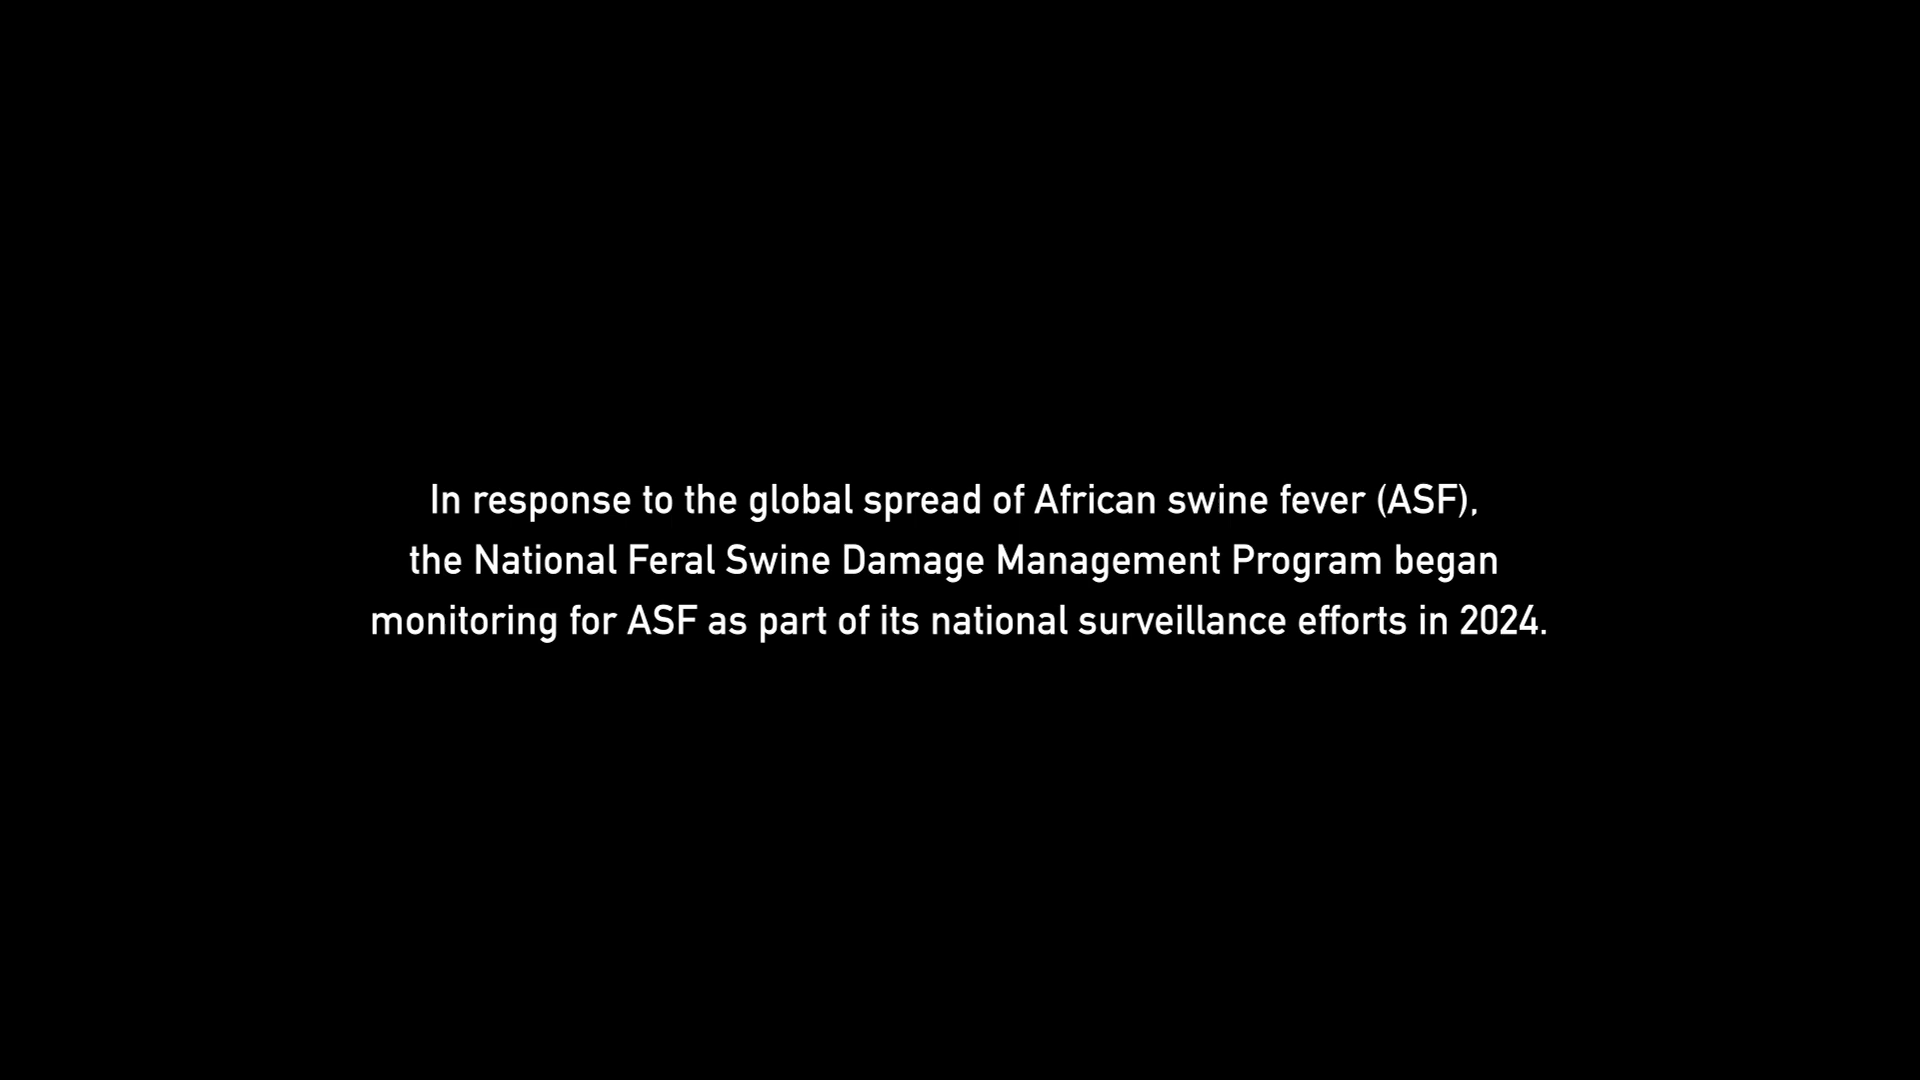 In response to the global spread of African swine fever (ASF),
the National Feral Swine Damage Management Program began
monitoring for ASF as part of its national surveillance efforts in 2024.